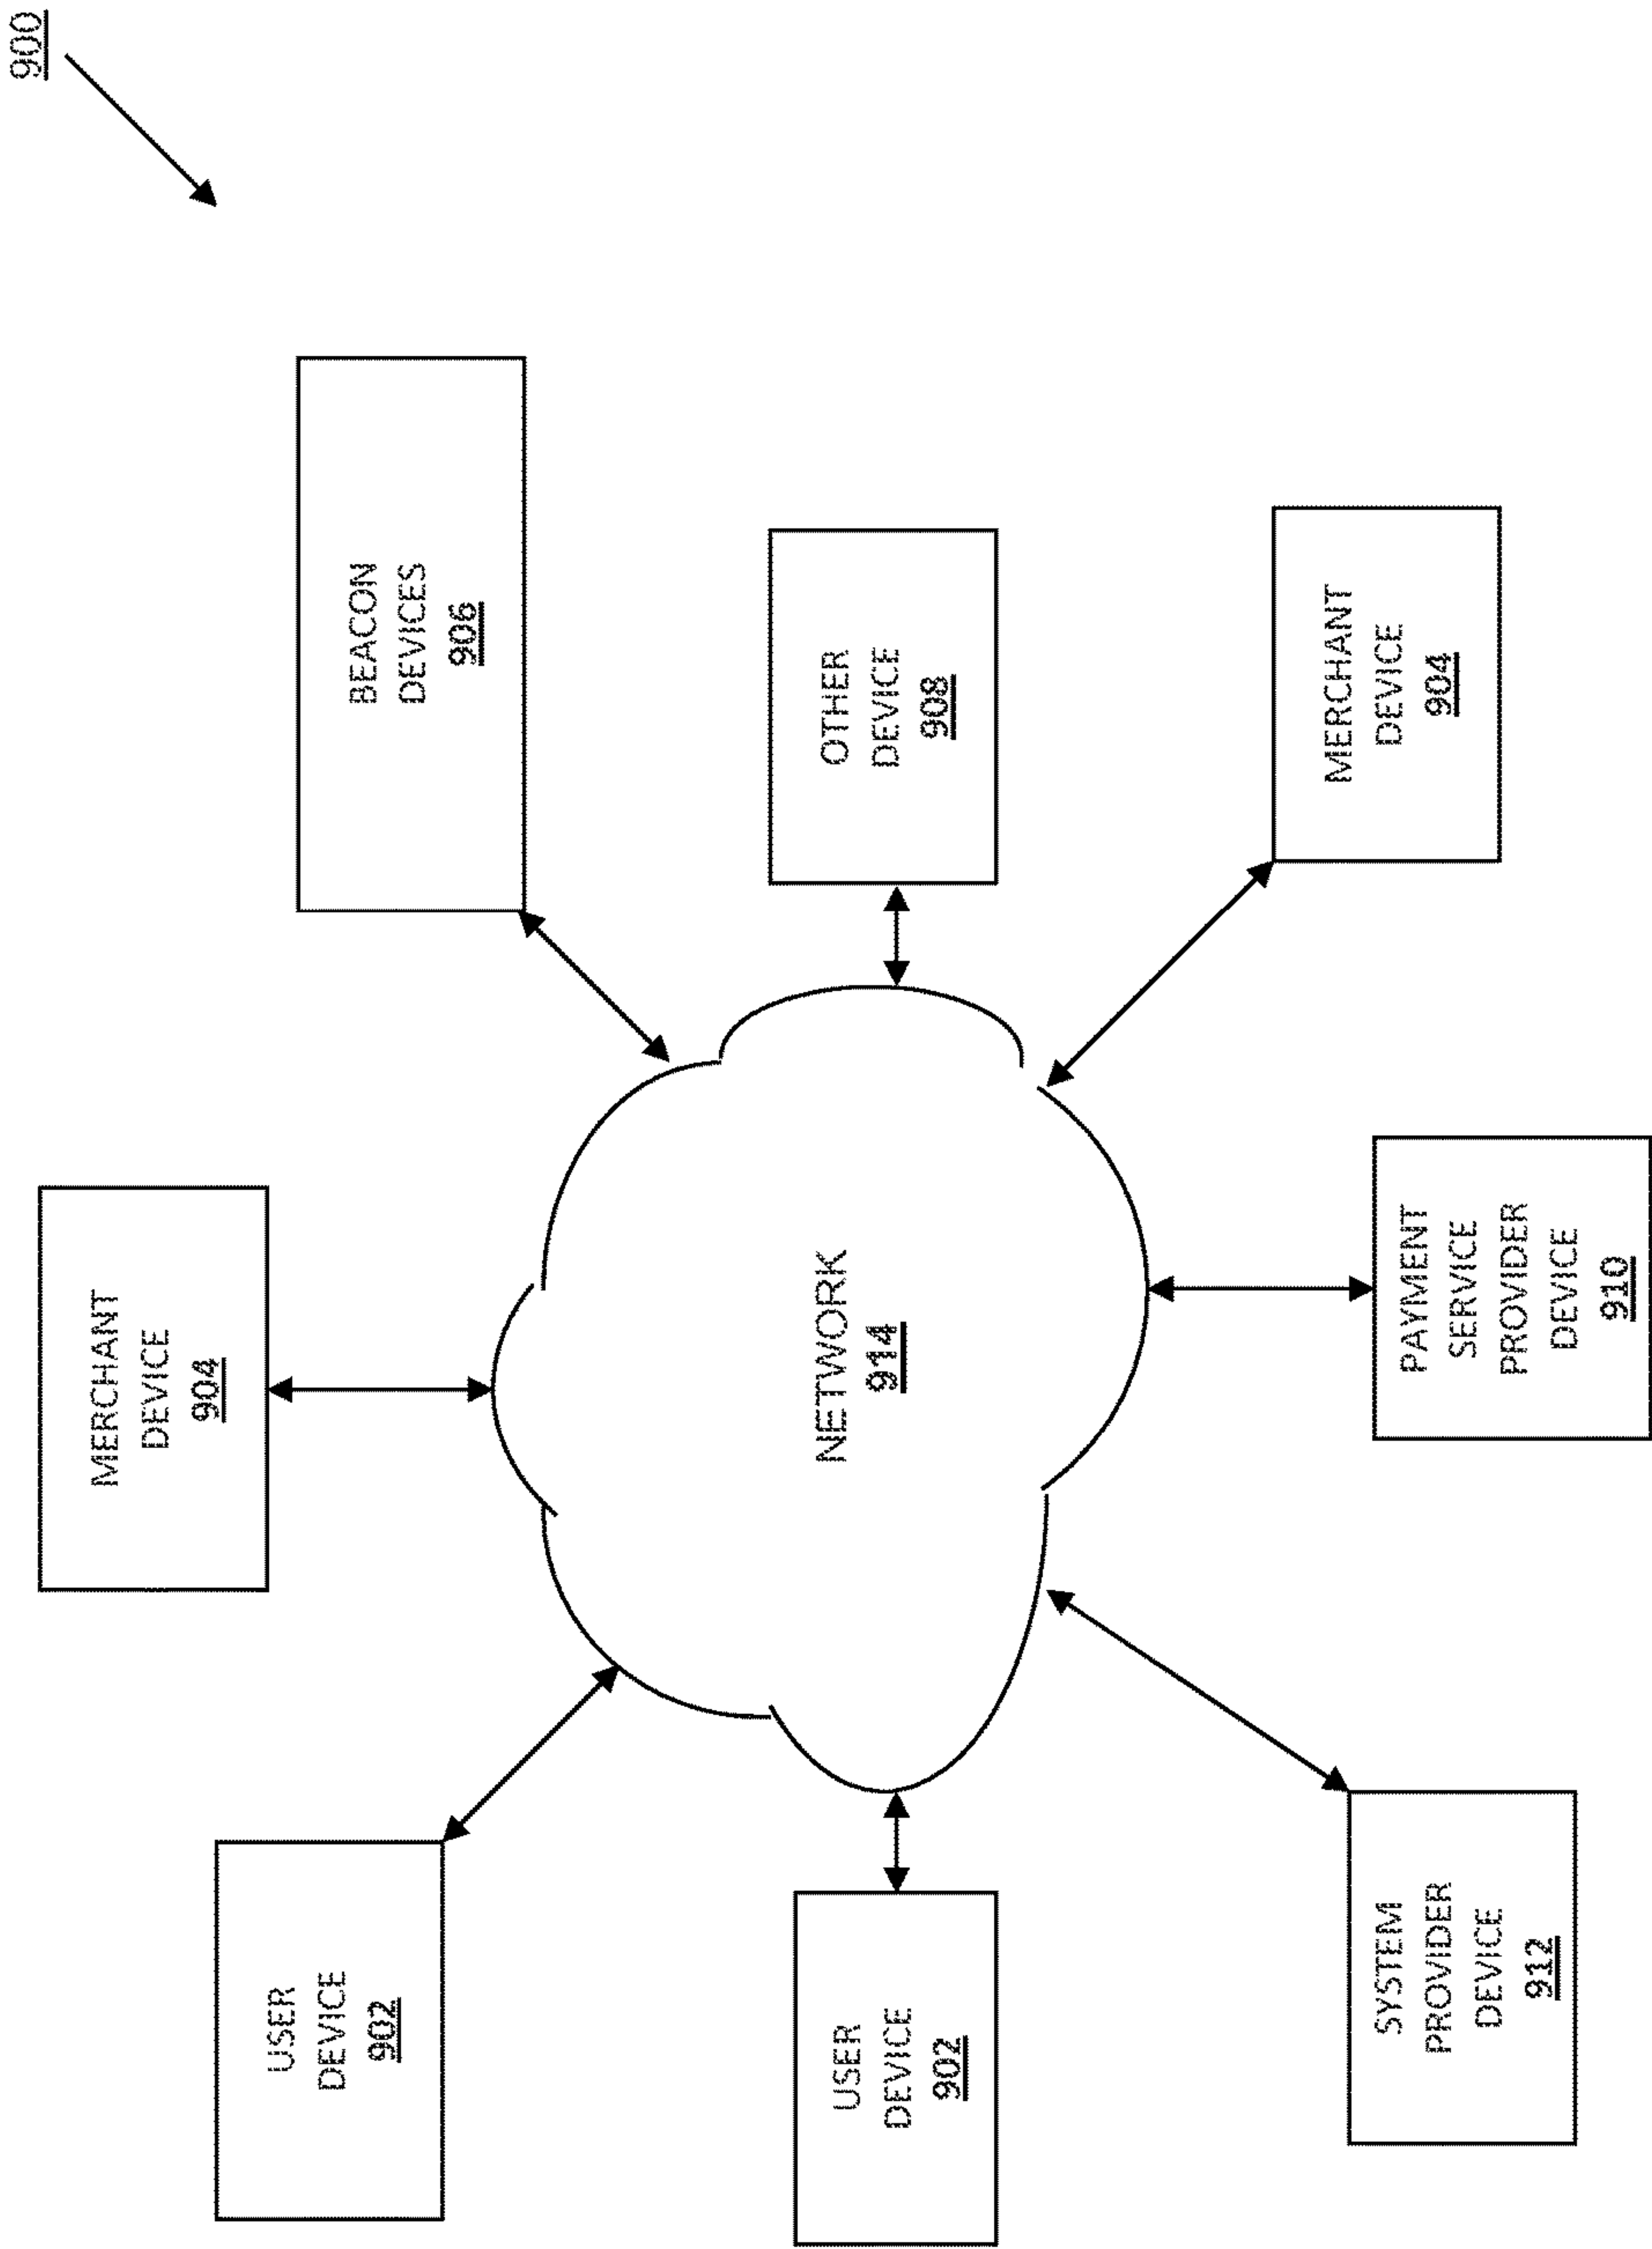 900
MERCHANT
DEVICE
904
USER
DEVICE
902
BEACON
DEVICES
906
USER
DEVICE
902
NETWORK
914
OTHER
DEVICE
908
SYSTEM
PROVIDER
DEVICE
912
PAYMENT
SERVICE
PROVIDER
DEVICE
910
MERCHANT
DEVICE
904